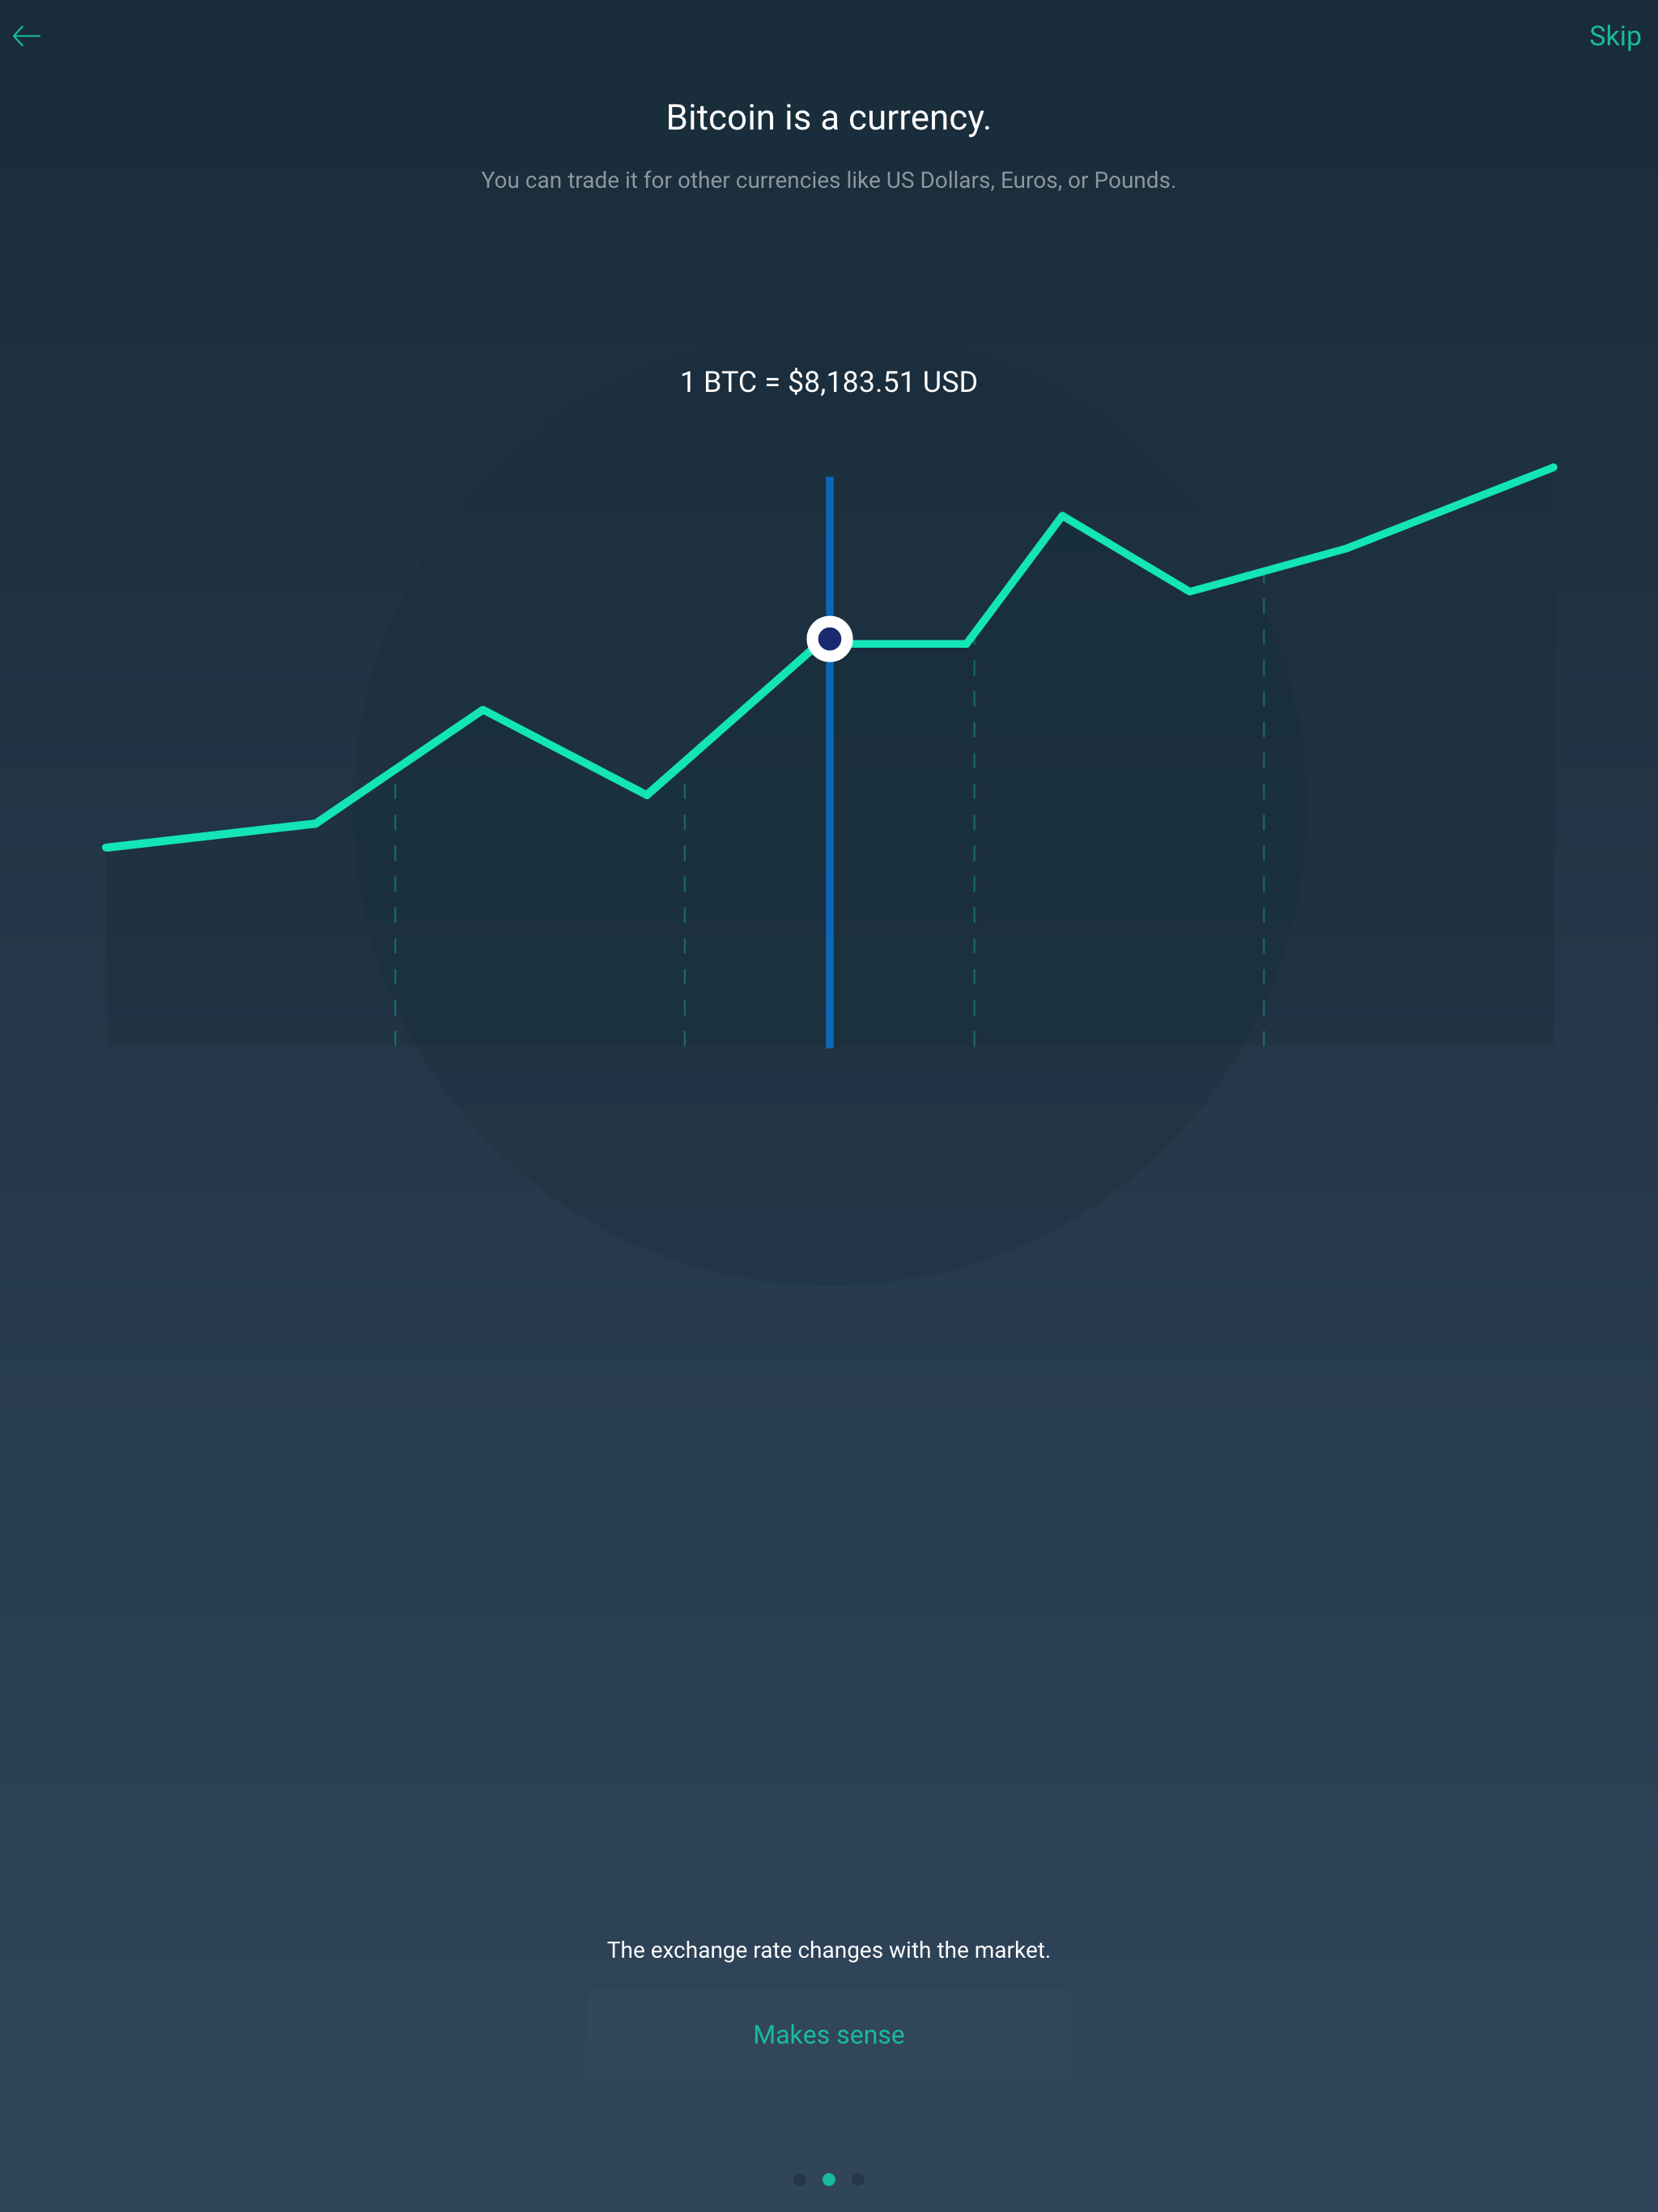 Skip
Bitcoin is a currency.
You can trade it for other currencies like US Dollars, Euros, or Pounds.
1 BTC = $8,183.51 USD
The exchange rate changes with the market.
Makes sense